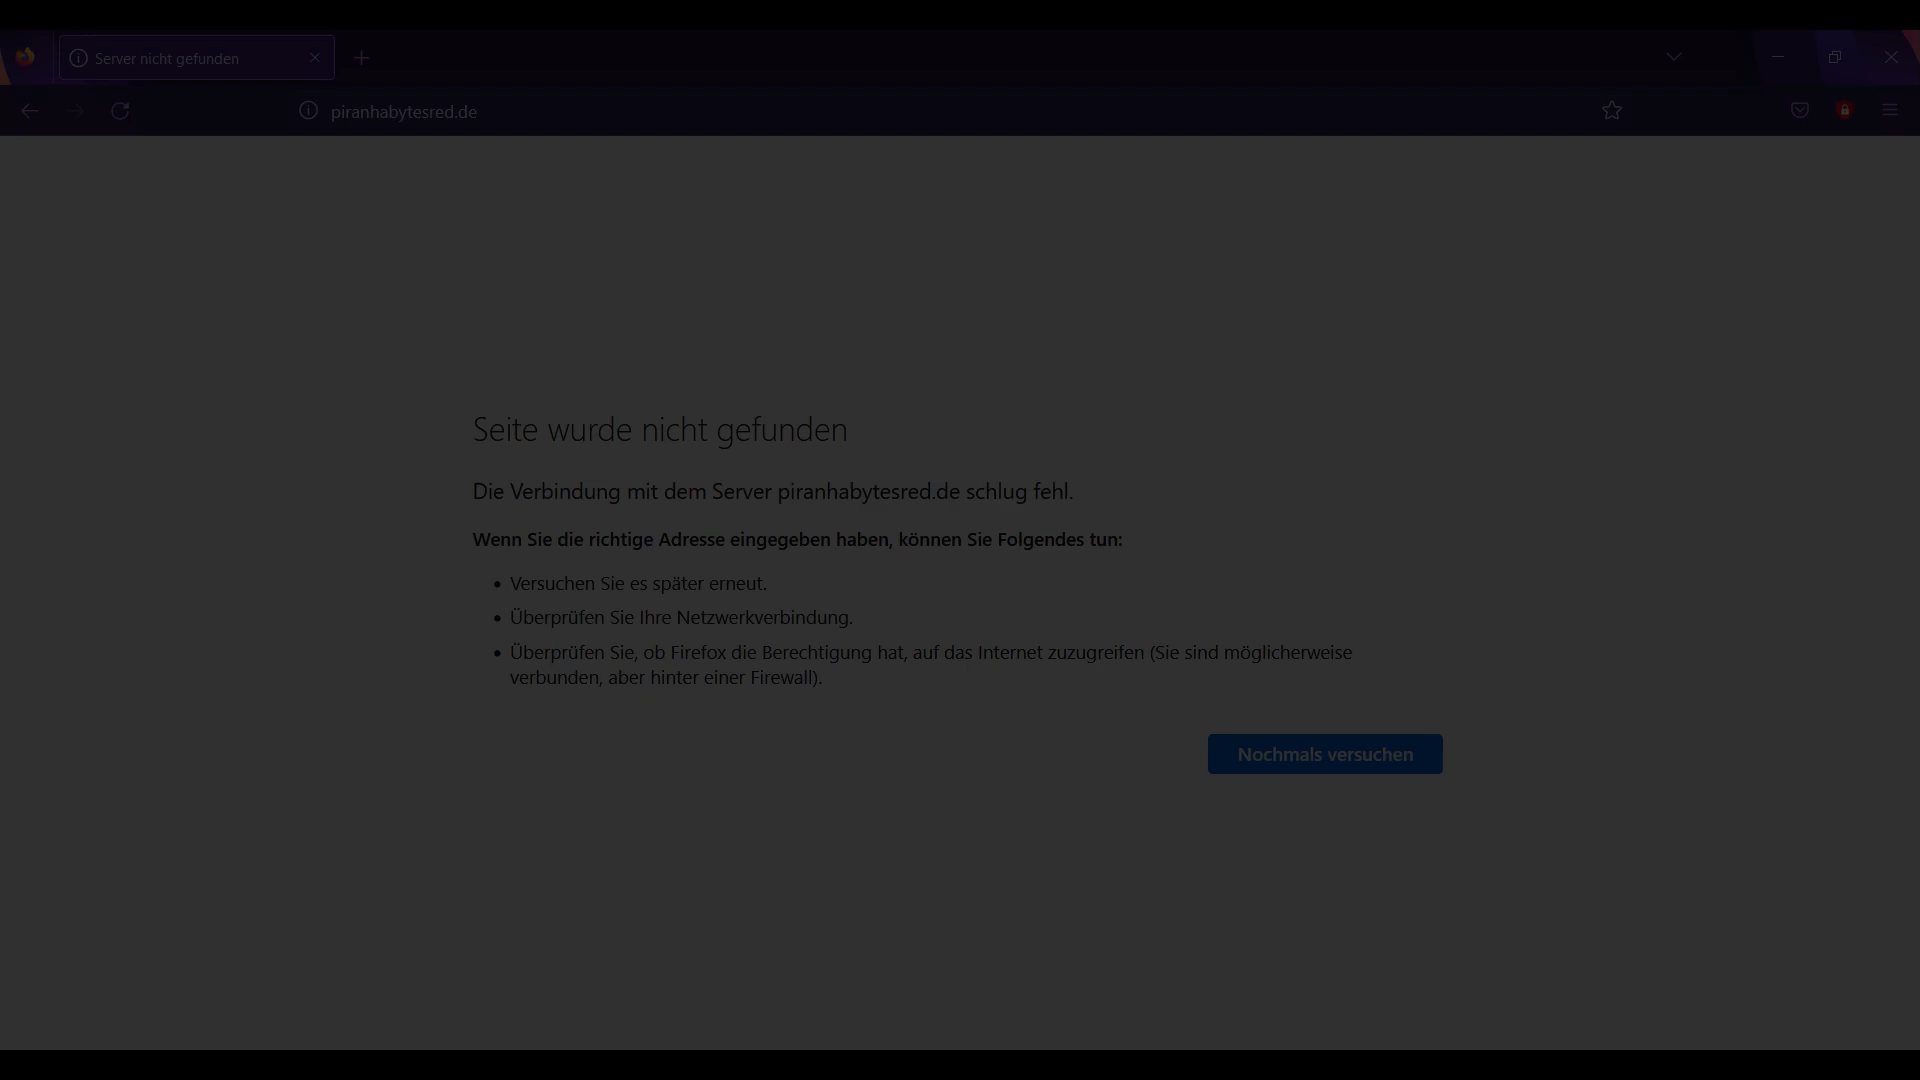 Server nicht gefunden
piranhabytesred.de
Seite wurde nicht gefunden
Die Verbindung mit dem Server piranhabytesred.de schlug fehl.
Wenn Sie die richtige Adresse eingegeben haben, können Sie Folgendes tun:
Versuchen Sie es später erneut.
Überprüfen Sie Ihre Netzwerkverbindung.
Überprüfen Sie, ob Firefox die Berechtigung hat, auf das Internet zuzugreifen (Sie sind möglicherweise
verbunden, aber hinter einer Firewall).
Nochmals versuchen